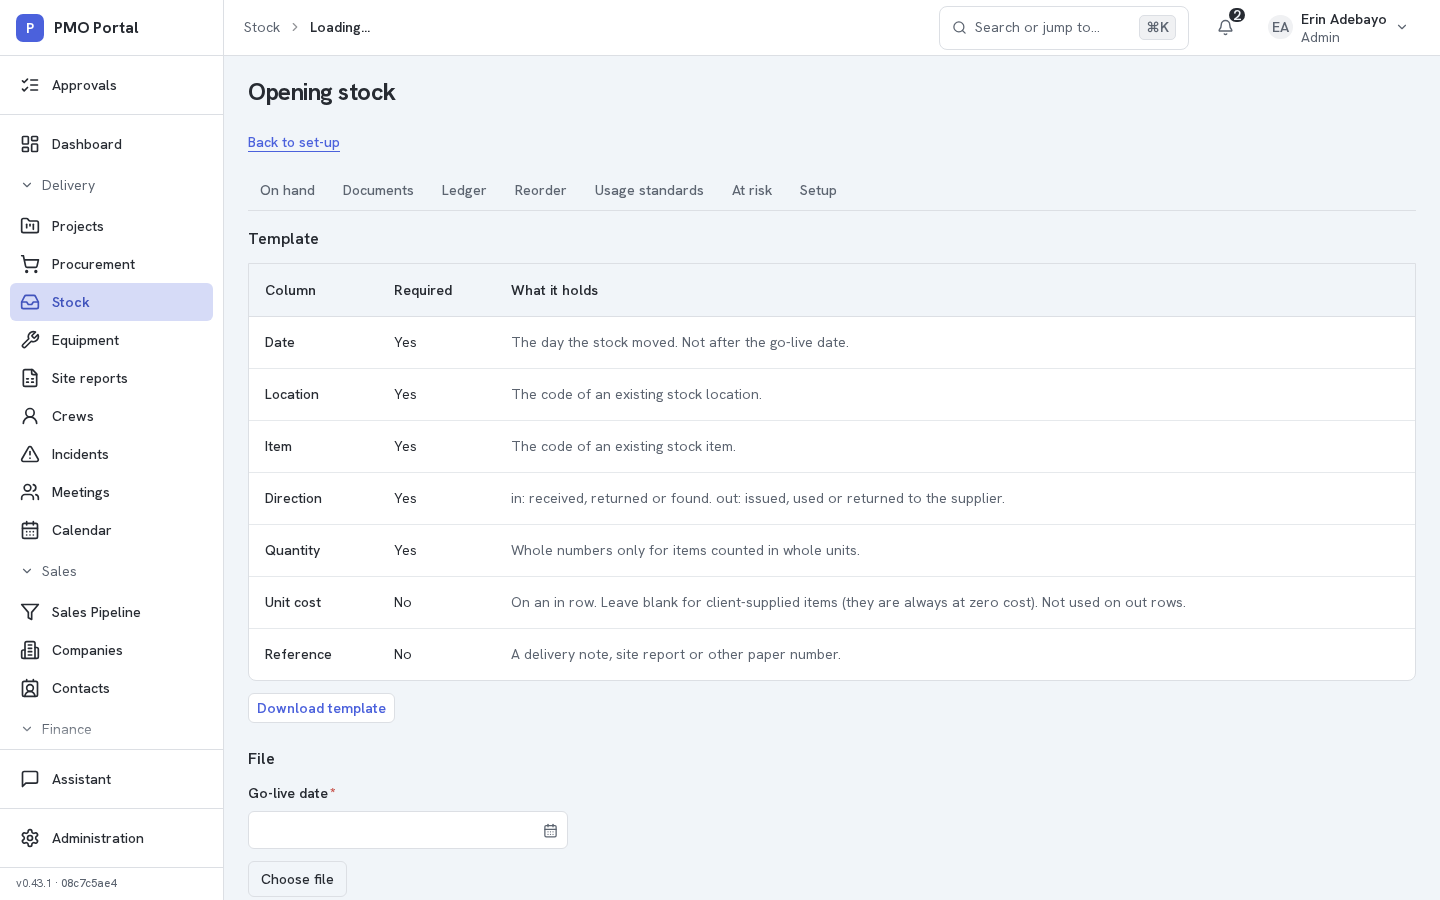 P PMO Portal
Stock > Loading...
Search or jump to... ⌘K
2
EA Erin Adebayo
Admin
Approvals
Dashboard
Delivery
Projects
Procurement
Stock
Equipment
Site reports
Crews
Incidents
Meetings
Calendar
Sales
Sales Pipeline
Companies
Contacts
Finance
Assistant
Administration
v0.43.1 · 08c7c5ae4
Opening stock
Back to set-up
On hand Documents Ledger Reorder Usage standards At risk Setup
Template
Column Required What it holds
Date Yes The day the stock moved. Not after the go-live date.
Location Yes The code of an existing stock location.
Item Yes The code of an existing stock item.
Direction Yes in: received, returned or found. out: issued, used or returned to the supplier.
Quantity Yes Whole numbers only for items counted in whole units.
Unit cost No On an in row. Leave blank for client-supplied items (they are always at zero cost). Not used on out rows.
Reference No A delivery note, site report or other paper number.
Download template
File
Go-live date*
Choose file